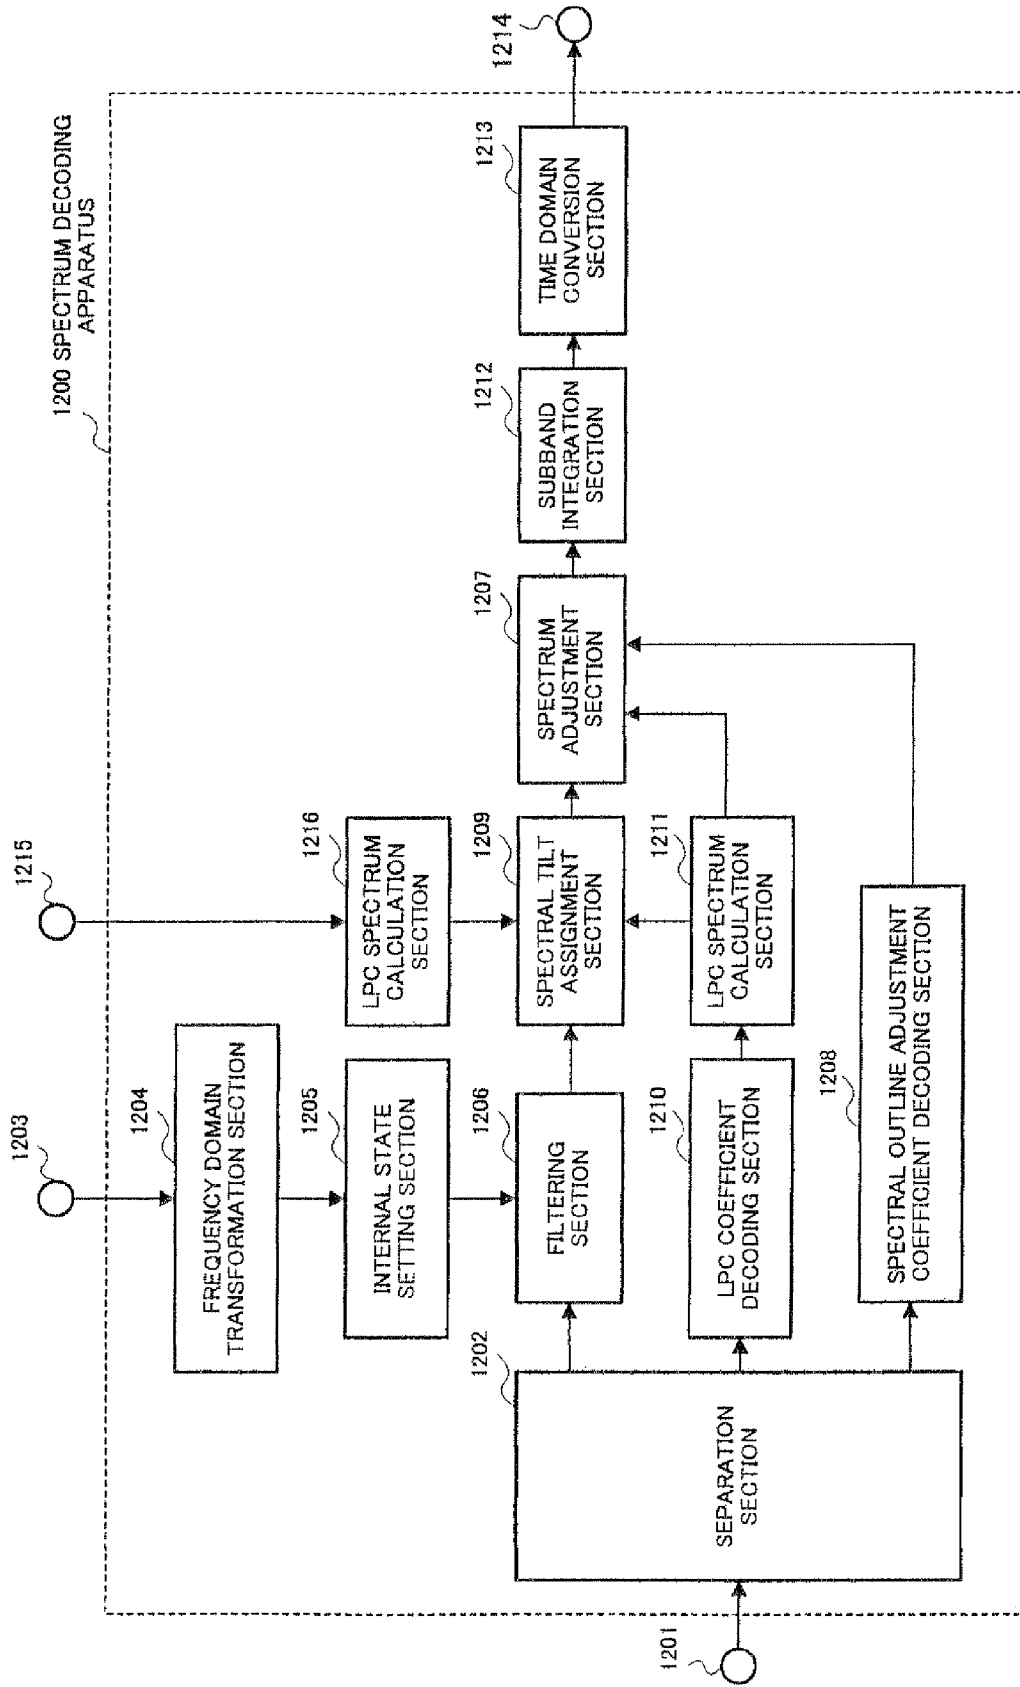 1200 SPECTRUM DECODING
APPARATUS
1203
1215
1204
FREQUENCY DOMAIN
TRANSFORMATION SECTION
1205
INTERNAL STATE
SETTING SECTION
1216
LPC SPECTRUM
CALCULATION
SECTION
1201
1202
SEPARATION
SECTION
1206
FILTERING
SECTION
1209
SPECTRAL TILT
ASSIGNMENT
SECTION
1207
SPECTRUM
ADJUSTMENT
SECTION
1212
SUBBAND
INTEGRATION
SECTION
1213
TIME DOMAIN
CONVERSION
SECTION
1214
1210
LPC COEFFICIENT
DECODING SECTION
1211
LPC SPECTRUM
CALCULATION
SECTION
1208
SPECTRAL OUTLINE ADJUSTMENT
COEFFICIENT DECODING SECTION